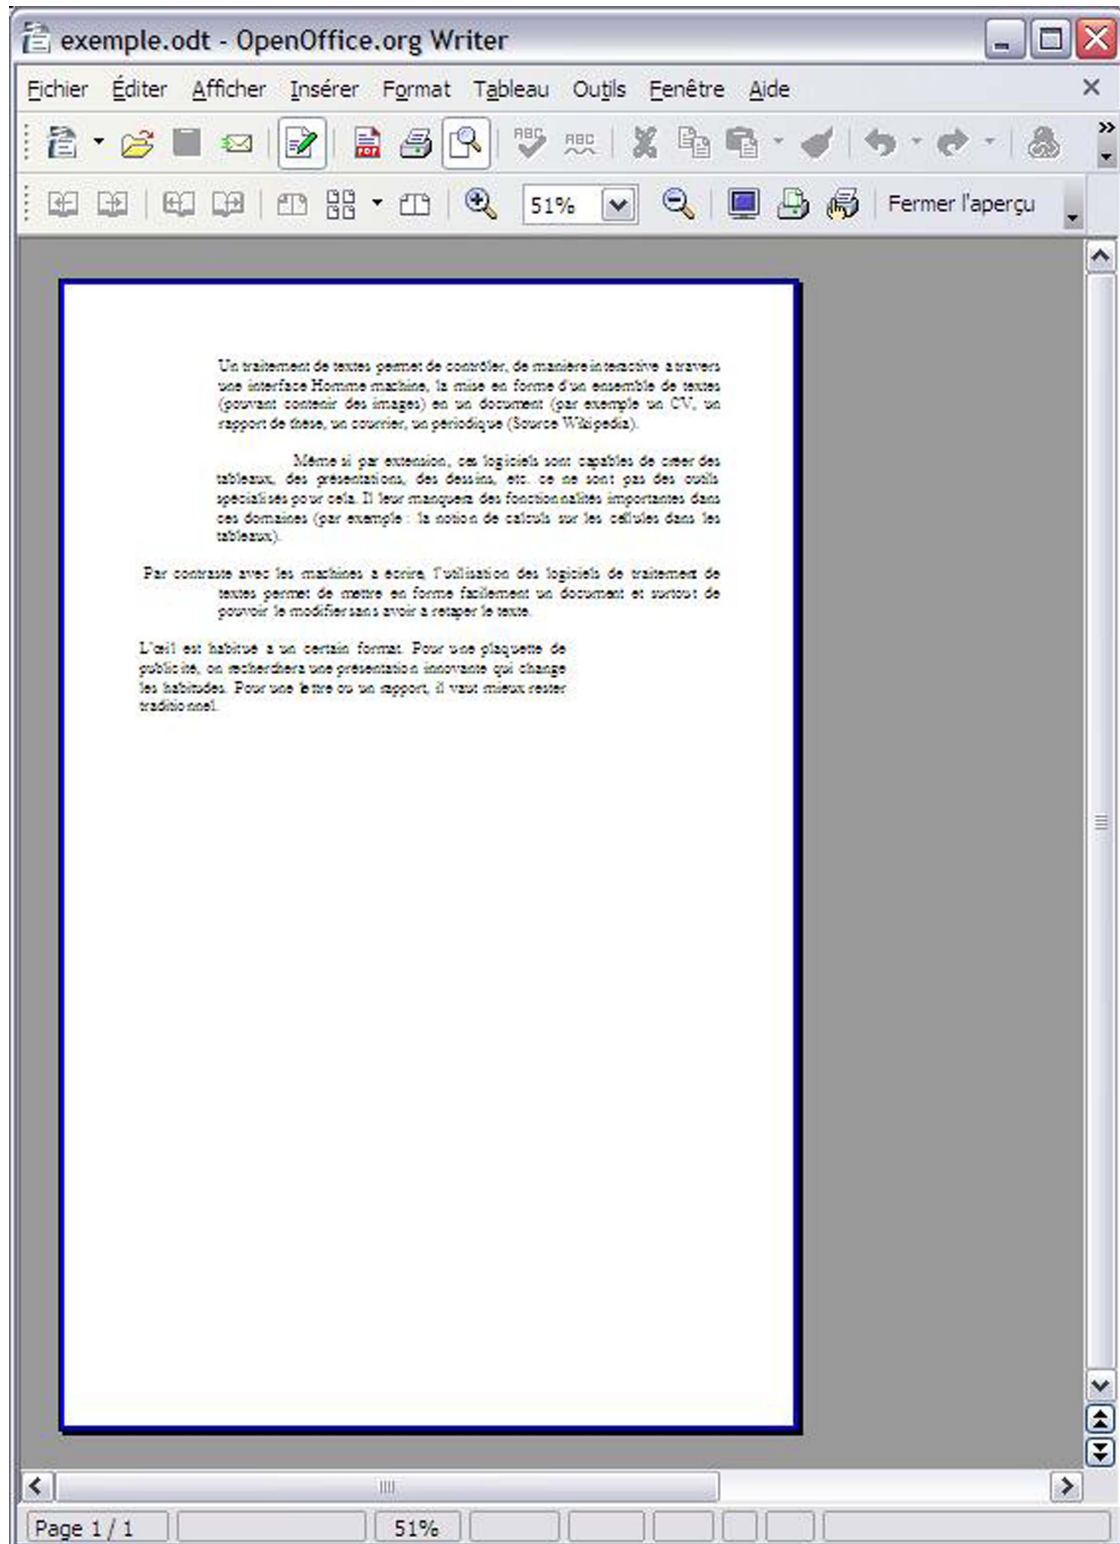 exemple.odt - OpenOffice.org Writer
Fichier Éditer Afficher Insérer Format Tableau Outils Fenêtre Aide
51% Fermer l'aperçu
Un traitement de textes permet de contrôler, de manière interactive à travers
une interface Homme machine, la mise en forme d'un ensemble de textes
(pouvant contenir des images) en un document (par exemple un CV, un
rapport de thèse, un courrier, un périodique (Source Wikipedia).
Même si par extension, ces logiciels sont capables de créer des
tableaux, des présentations, des dessins, etc. ce ne sont pas des outils
spécialisés pour cela. Il leur manquera des fonctionnalités importantes dans
ces domaines (par exemple : la notion de calculs sur les cellules dans les
tableaux).
Par contraste avec les machines à écrire, l'utilisation des logiciels de traitement de
textes permet de mettre en forme facilement un document et surtout de
pouvoir le modifier sans avoir à retaper le texte.
L'œil est habitué à un certain format. Pour une plaquette de
publicité, on recherchera une présentation innovante qui change
les habitudes. Pour une lettre ou un rapport, il vaut mieux rester
traditionnel.
Page 1 / 1 51%